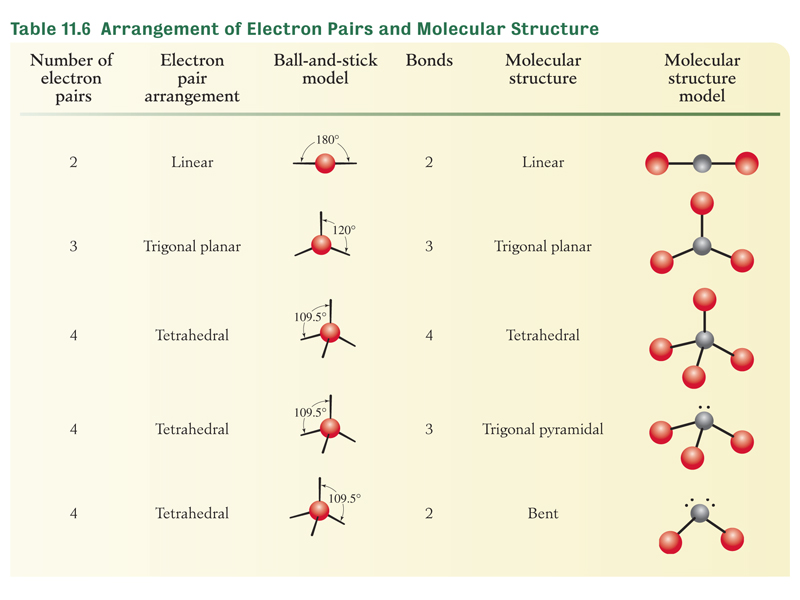 Table 11.6 Arrangement of Electron Pairs and Molecular Structure
Number of electron pairs
Electron pair arrangement
Ball-and-stick model
Bonds
Molecular structure
Molecular structure model
2
Linear
180°
2
Linear
3
Trigonal planar
120°
3
Trigonal planar
4
Tetrahedral
109.5°
4
Tetrahedral
4
Tetrahedral
109.5°
3
Trigonal pyramidal
4
Tetrahedral
109.5°
2
Bent